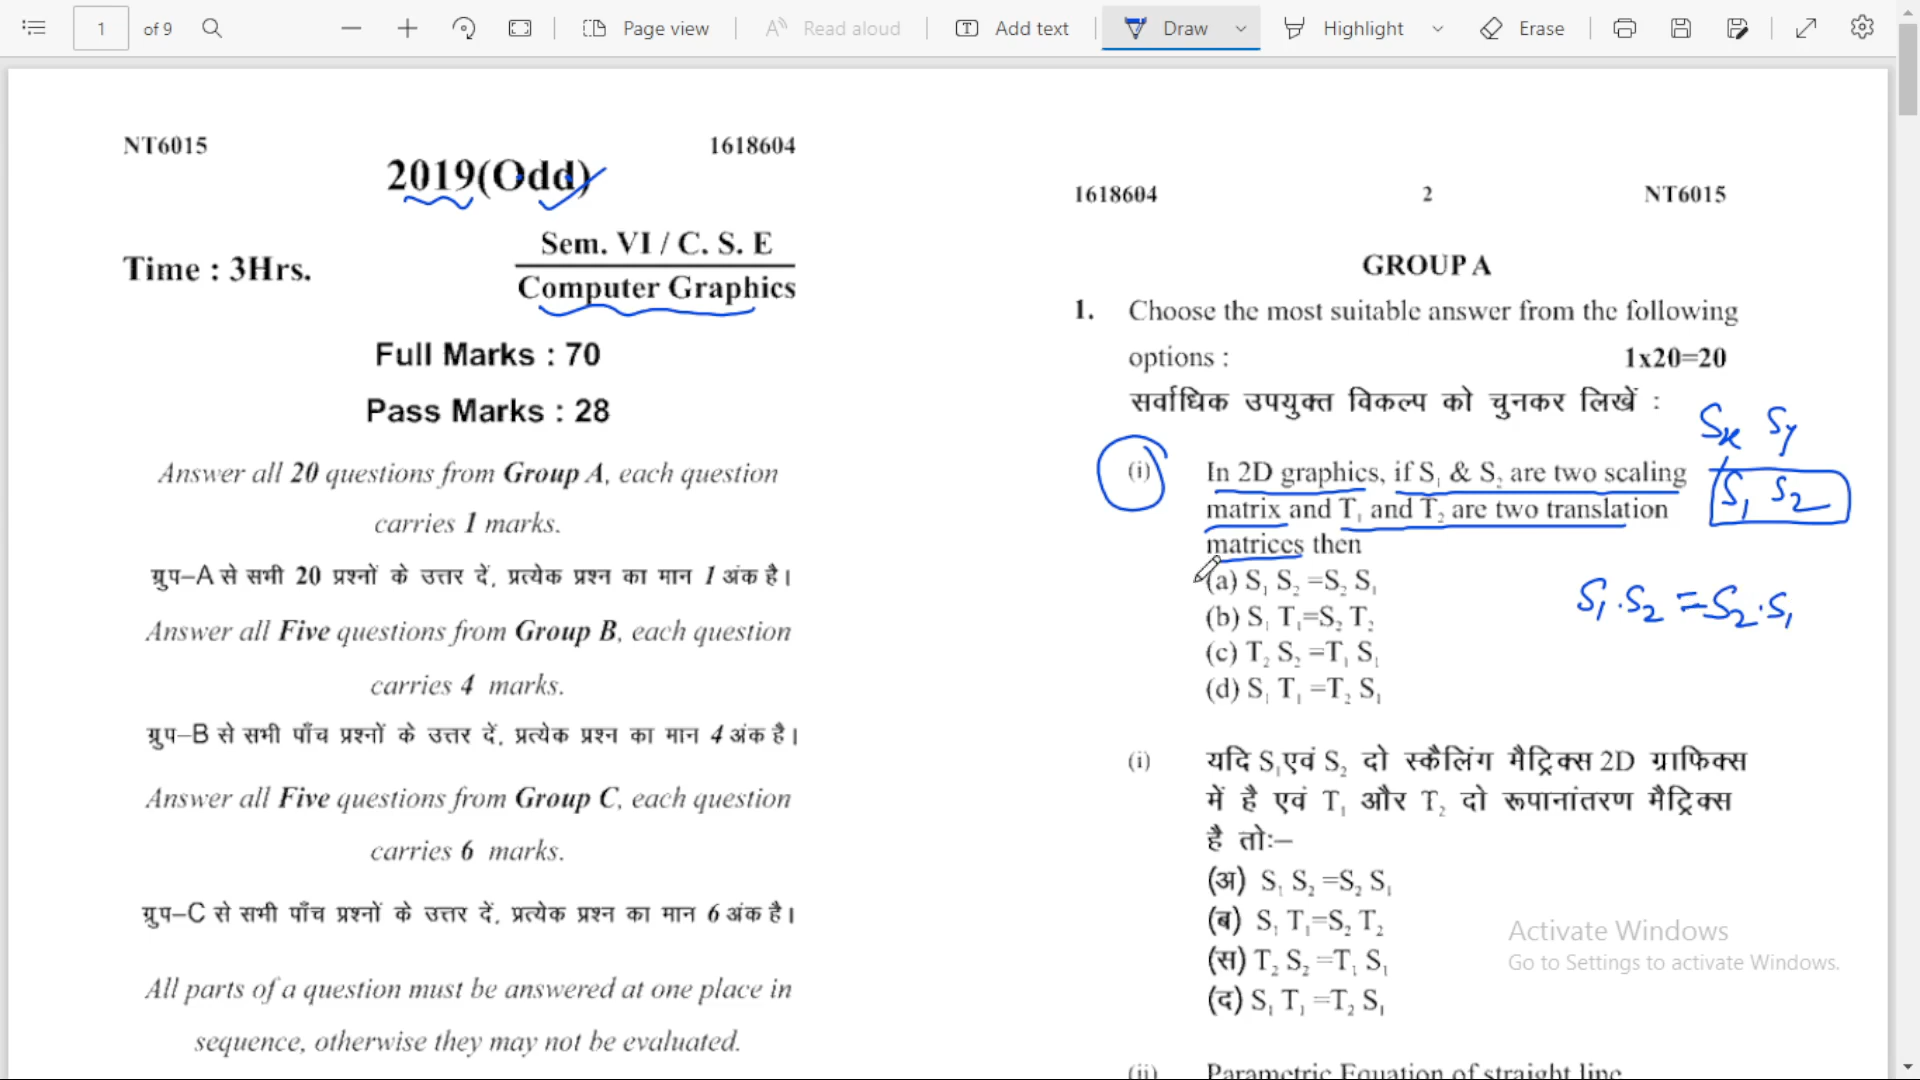 1 of 9 Page view Read aloud Add text Draw Highlight Erase
NT6015 1618604
2019(Odd)
Sem. VI / C. S. E
Time : 3Hrs.
Computer Graphics
Full Marks : 70
Pass Marks : 28
Answer all 20 questions from Group A, each question
carries 1 marks.
ग्रुप–A से सभी 20 प्रश्नों के उत्तर दें, प्रत्येक प्रश्न का मान 1 अंक है।
Answer all Five questions from Group B, each question
carries 4 marks.
ग्रुप–B से सभी पाँच प्रश्नों के उत्तर दें, प्रत्येक प्रश्न का मान 4 अंक है।
Answer all Five questions from Group C, each question
carries 6 marks.
ग्रुप–C से सभी पाँच प्रश्नों के उत्तर दें, प्रत्येक प्रश्न का मान 6 अंक है।
All parts of a question must be answered at one place in
sequence, otherwise they may not be evaluated.
1618604 2 NT6015
GROUP A
1. Choose the most suitable answer from the following
options : 1x20=20
सर्वाधिक उपयुक्त विकल्प को चुनकर लिखें :
Sx Sy
(i) In 2D graphics, if S₁ & S₂ are two scaling
S₁ S₂
matrix and T₁ and T₂ are two translation
matrices then
(a) S₁ S₂ =S₂ S₁
S₁ . S₂ = S₂ . S₁
(b) S₁ T₁=S₂ T₂
(c) T₂ S₂ =T₁ S₁
(d) S₁ T₁ =T₂ S₁
(i) यदि S₁एवं S₂ दो स्कैलिंग मैट्रिक्स 2D ग्राफिक्स
में है एवं T₁ और T₂ दो रूपानांतरण मैट्रिक्स
है तोः–
(अ) S₁ S₂ =S₂ S₁
(ब) S₁ T₁=S₂ T₂
(स) T₂ S₂ =T₁ S₁
(द) S₁ T₁ =T₂ S₁
Activate Windows
Go to Settings to activate Windows.
(ii) Parametric Equation of straight line